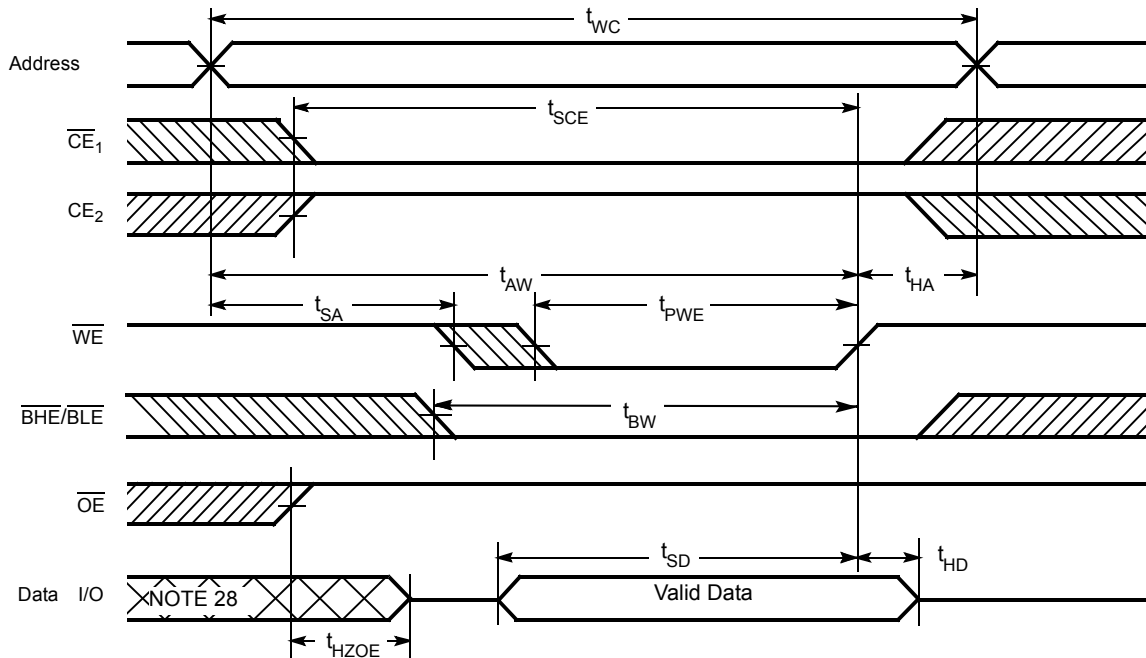 tWC
Address
tSCE
CE1
CE2
tAW
tHA
tSA
tPWE
WE
BHE/BLE
tBW
OE
tSD
tHD
Data I/O
NOTE 28
Valid Data
tHZOE